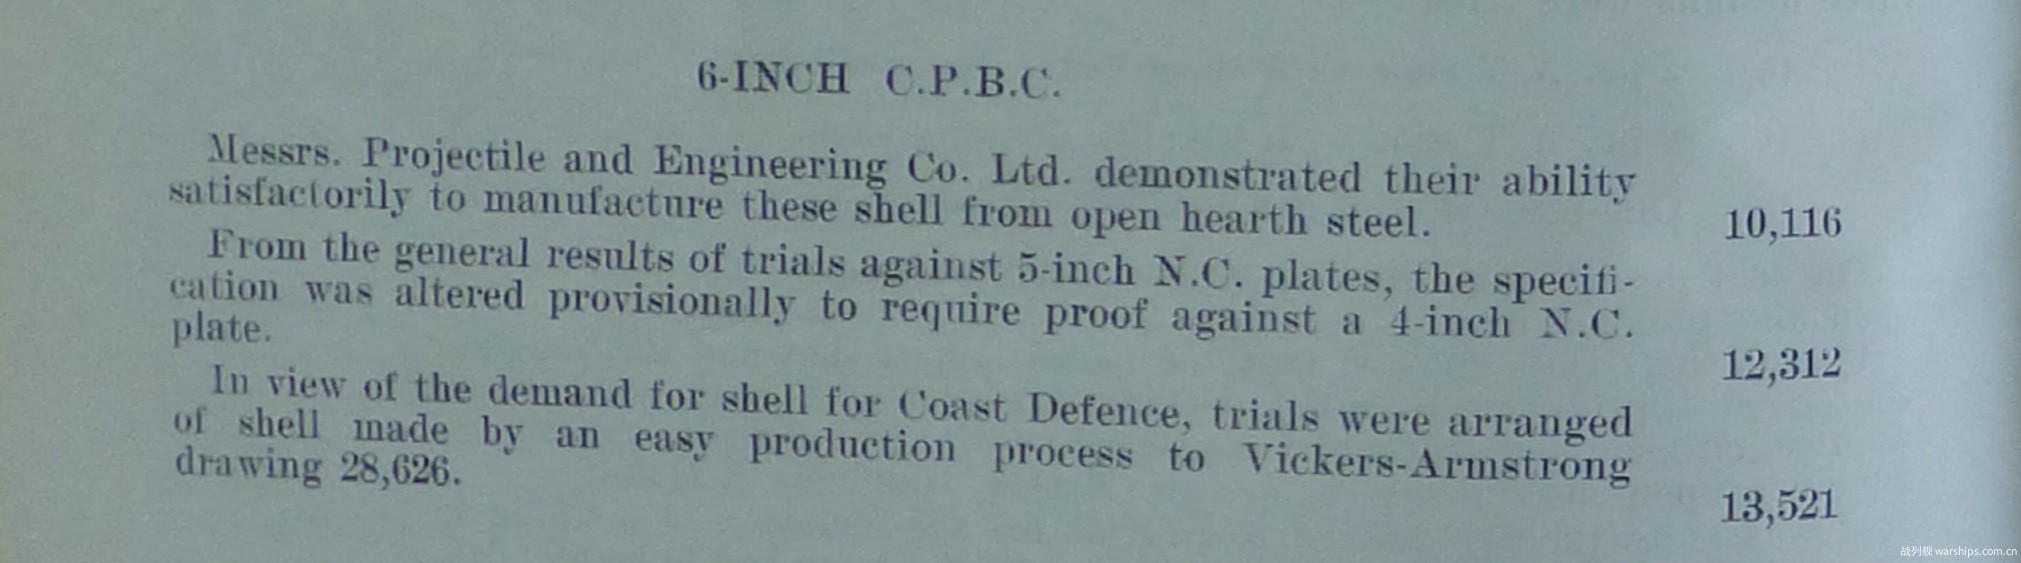 6-INCH C.P.B.C.
Messrs. Projectile and Engineering Co. Ltd. demonstrated their ability
satisfactorily to manufacture these shell from open hearth steel.
10,116
From the general results of trials against 5-inch N.C. plates, the specifi-
cation was altered provisionally to require proof against a 4-inch N.C.
plate.
12,312
In view of the demand for shell for Coast Defence, trials were arranged
of shell made by an easy production process to Vickers-Armstrong
drawing 28,626.
13,521
战列舰 warships.com.cn